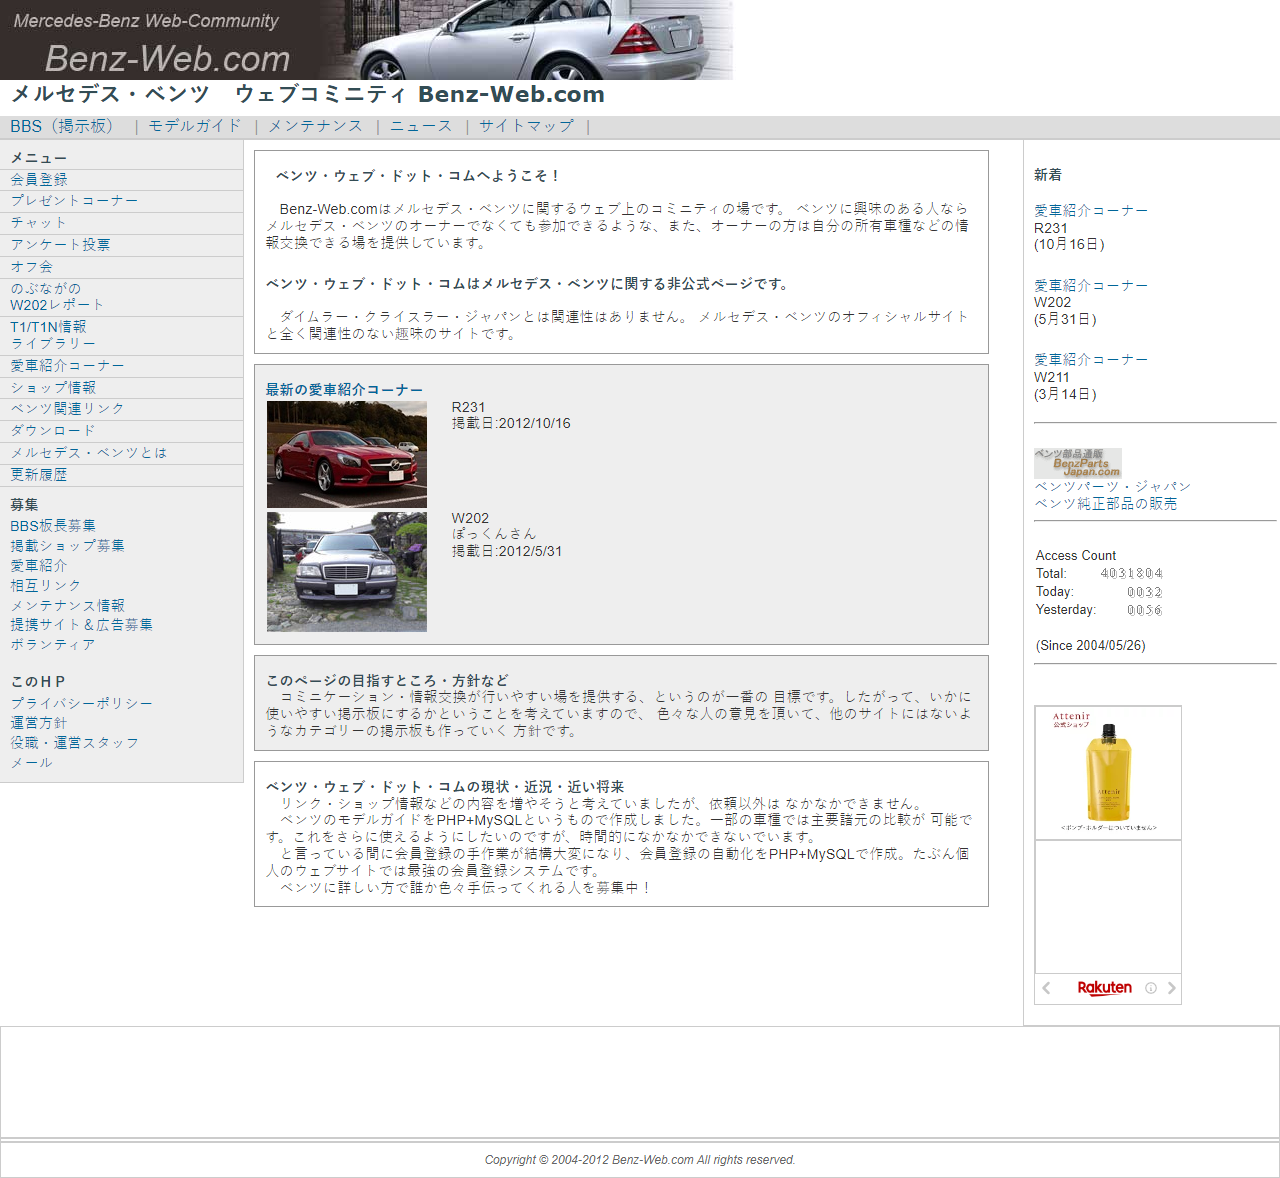 Mercedes-Benz Web-Community
Benz-Web.com
メルセデス・ベンツ　ウェブコミニティ Benz-Web.com
BBS（掲示板） ｜ モデルガイド ｜ メンテナンス ｜ ニュース ｜ サイトマップ ｜
メニュー
会員登録
プレゼントコーナー
チャット
アンケート投票
オフ会
のぶながの
W202レポート
T1/T1N情報
ライブラリー
愛車紹介コーナー
ショップ情報
ベンツ関連リンク
ダウンロード
メルセデス・ベンツとは
更新履歴
募集
BBS板長募集
掲載ショップ募集
愛車紹介
相互リンク
メンテナンス情報
提携サイト＆広告募集
ボランティア
このＨＰ
プライバシーポリシー
運営方針
役職・運営スタッフ
メール
ベンツ・ウェブ・ドット・コムへようこそ！
Benz-Web.comはメルセデス・ベンツに関するウェブ上のコミニティの場です。 ベンツに興味のある人なら
メルセデス・ベンツのオーナーでなくても参加できるような、また、オーナーの方は自分の所有車種などの情
報交換できる場を提供しています。
ベンツ・ウェブ・ドット・コムはメルセデス・ベンツに関する非公式ページです。
ダイムラー・クライスラー・ジャパンとは関連性はありません。 メルセデス・ベンツのオフィシャルサイト
と全く関連性のない趣味のサイトです。
最新の愛車紹介コーナー
R231
掲載日:2012/10/16
W202
ぽっくんさん
掲載日:2012/5/31
このページの目指すところ・方針など
コミニケーション・情報交換が行いやすい場を提供する、というのが一番の 目標です。したがって、いかに
使いやすい掲示板にするかということを考えていますので、 色々な人の意見を頂いて、他のサイトにはないよ
うなカテゴリーの掲示板も作っていく 方針です。
ベンツ・ウェブ・ドット・コムの現状・近況・近い将来
リンク・ショップ情報などの内容を増やそうと考えていましたが、依頼以外は なかなかできません。
ベンツのモデルガイドをPHP+MySQLというもので作成しました。一部の車種では主要諸元の比較が 可能で
す。これをさらに使えるようにしたいのですが、時間的になかなかできないでいます。
と言っている間に会員登録の手作業が結構大変になり、会員登録の自動化をPHP+MySQLで作成。たぶん個
人のウェブサイトでは最強の会員登録システムです。
ベンツに詳しい方で誰か色々手伝ってくれる人を募集中！
新着
愛車紹介コーナー
R231
(10月16日)
愛車紹介コーナー
W202
(5月31日)
愛車紹介コーナー
W211
(3月14日)
ベンツ部品通販
BenzParts
Japan.com
ベンツパーツ・ジャパン
ベンツ純正部品の販売
Access Count
Total: 4031804
Today: 0032
Yesterday: 0056
(Since 2004/05/26)
Attenir
公式ショップ
Attenir
＜ポンプ・ホルダーはついていません＞
Rakuten
Copyright © 2004-2012 Benz-Web.com All rights reserved.